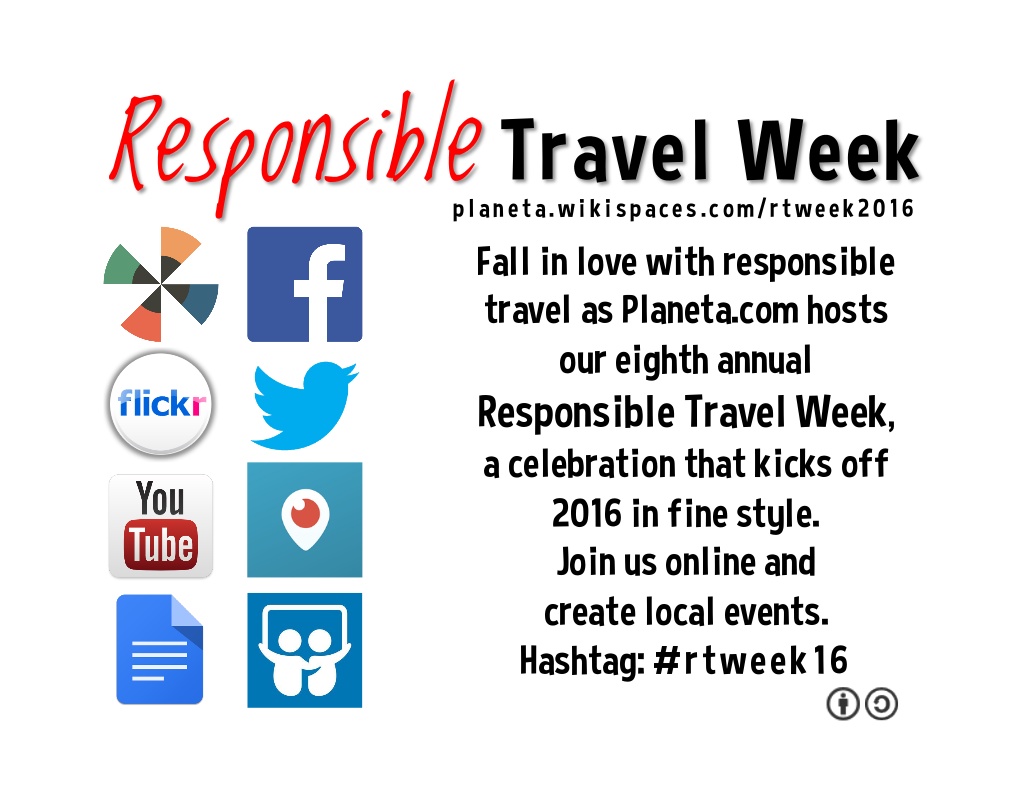 Responsible Travel Week
planeta.wikispaces.com/rtweek2016
Fall in love with responsible
travel as Planeta.com hosts
our eighth annual
Responsible Travel Week,
a celebration that kicks off
2016 in fine style.
Join us online and
create local events.
Hashtag: #rtweek16
flickr
You
Tube